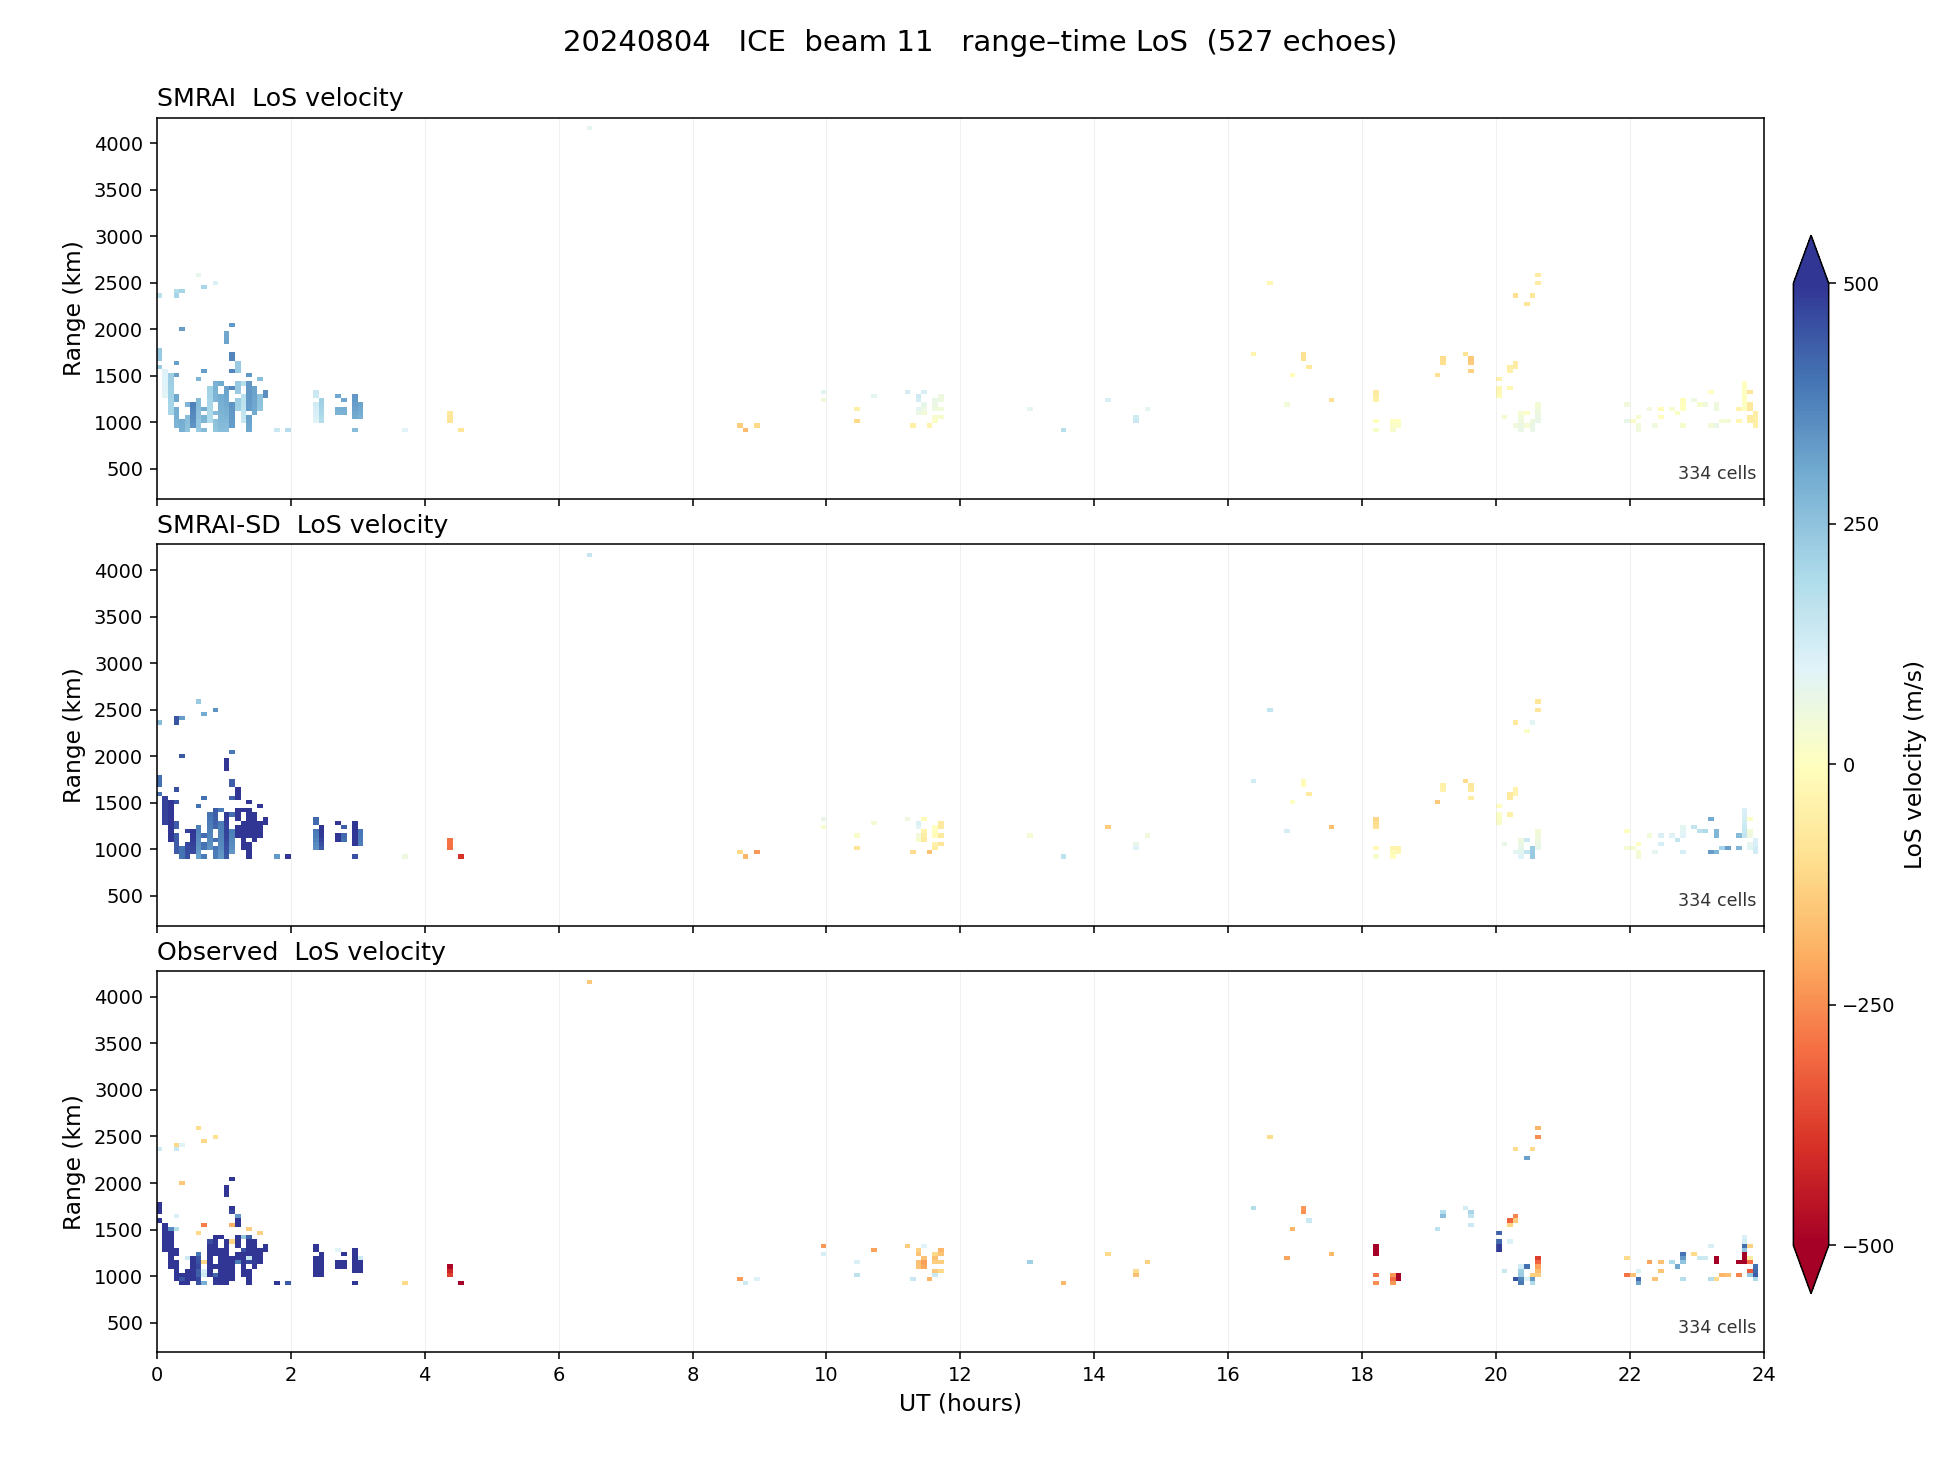 20240804   ICE  beam 11   range–time LoS  (527 echoes)
SMRAI  LoS velocity
4000
3500
3000
2500
2000
1500
1000
500
Range (km)
334 cells
SMRAI-SD  LoS velocity
4000
3500
3000
2500
2000
1500
1000
500
Range (km)
334 cells
Observed  LoS velocity
4000
3500
3000
2500
2000
1500
1000
500
Range (km)
334 cells
0 2 4 6 8 10 12 14 16 18 20 22 24
UT (hours)
500
250
0
−250
−500
LoS velocity (m/s)